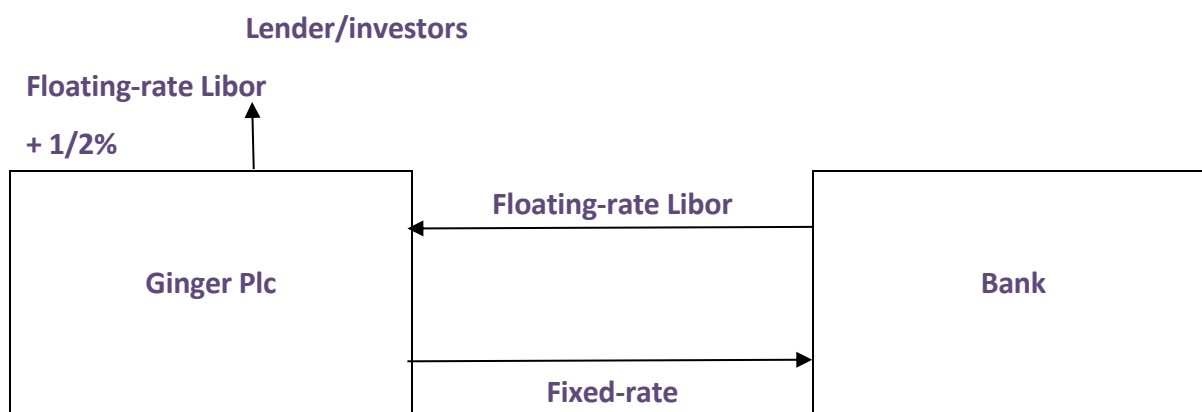 Lender/investors
Floating-rate Libor
+ 1/2%
Floating-rate Libor
Ginger Plc
Bank
Fixed-rate